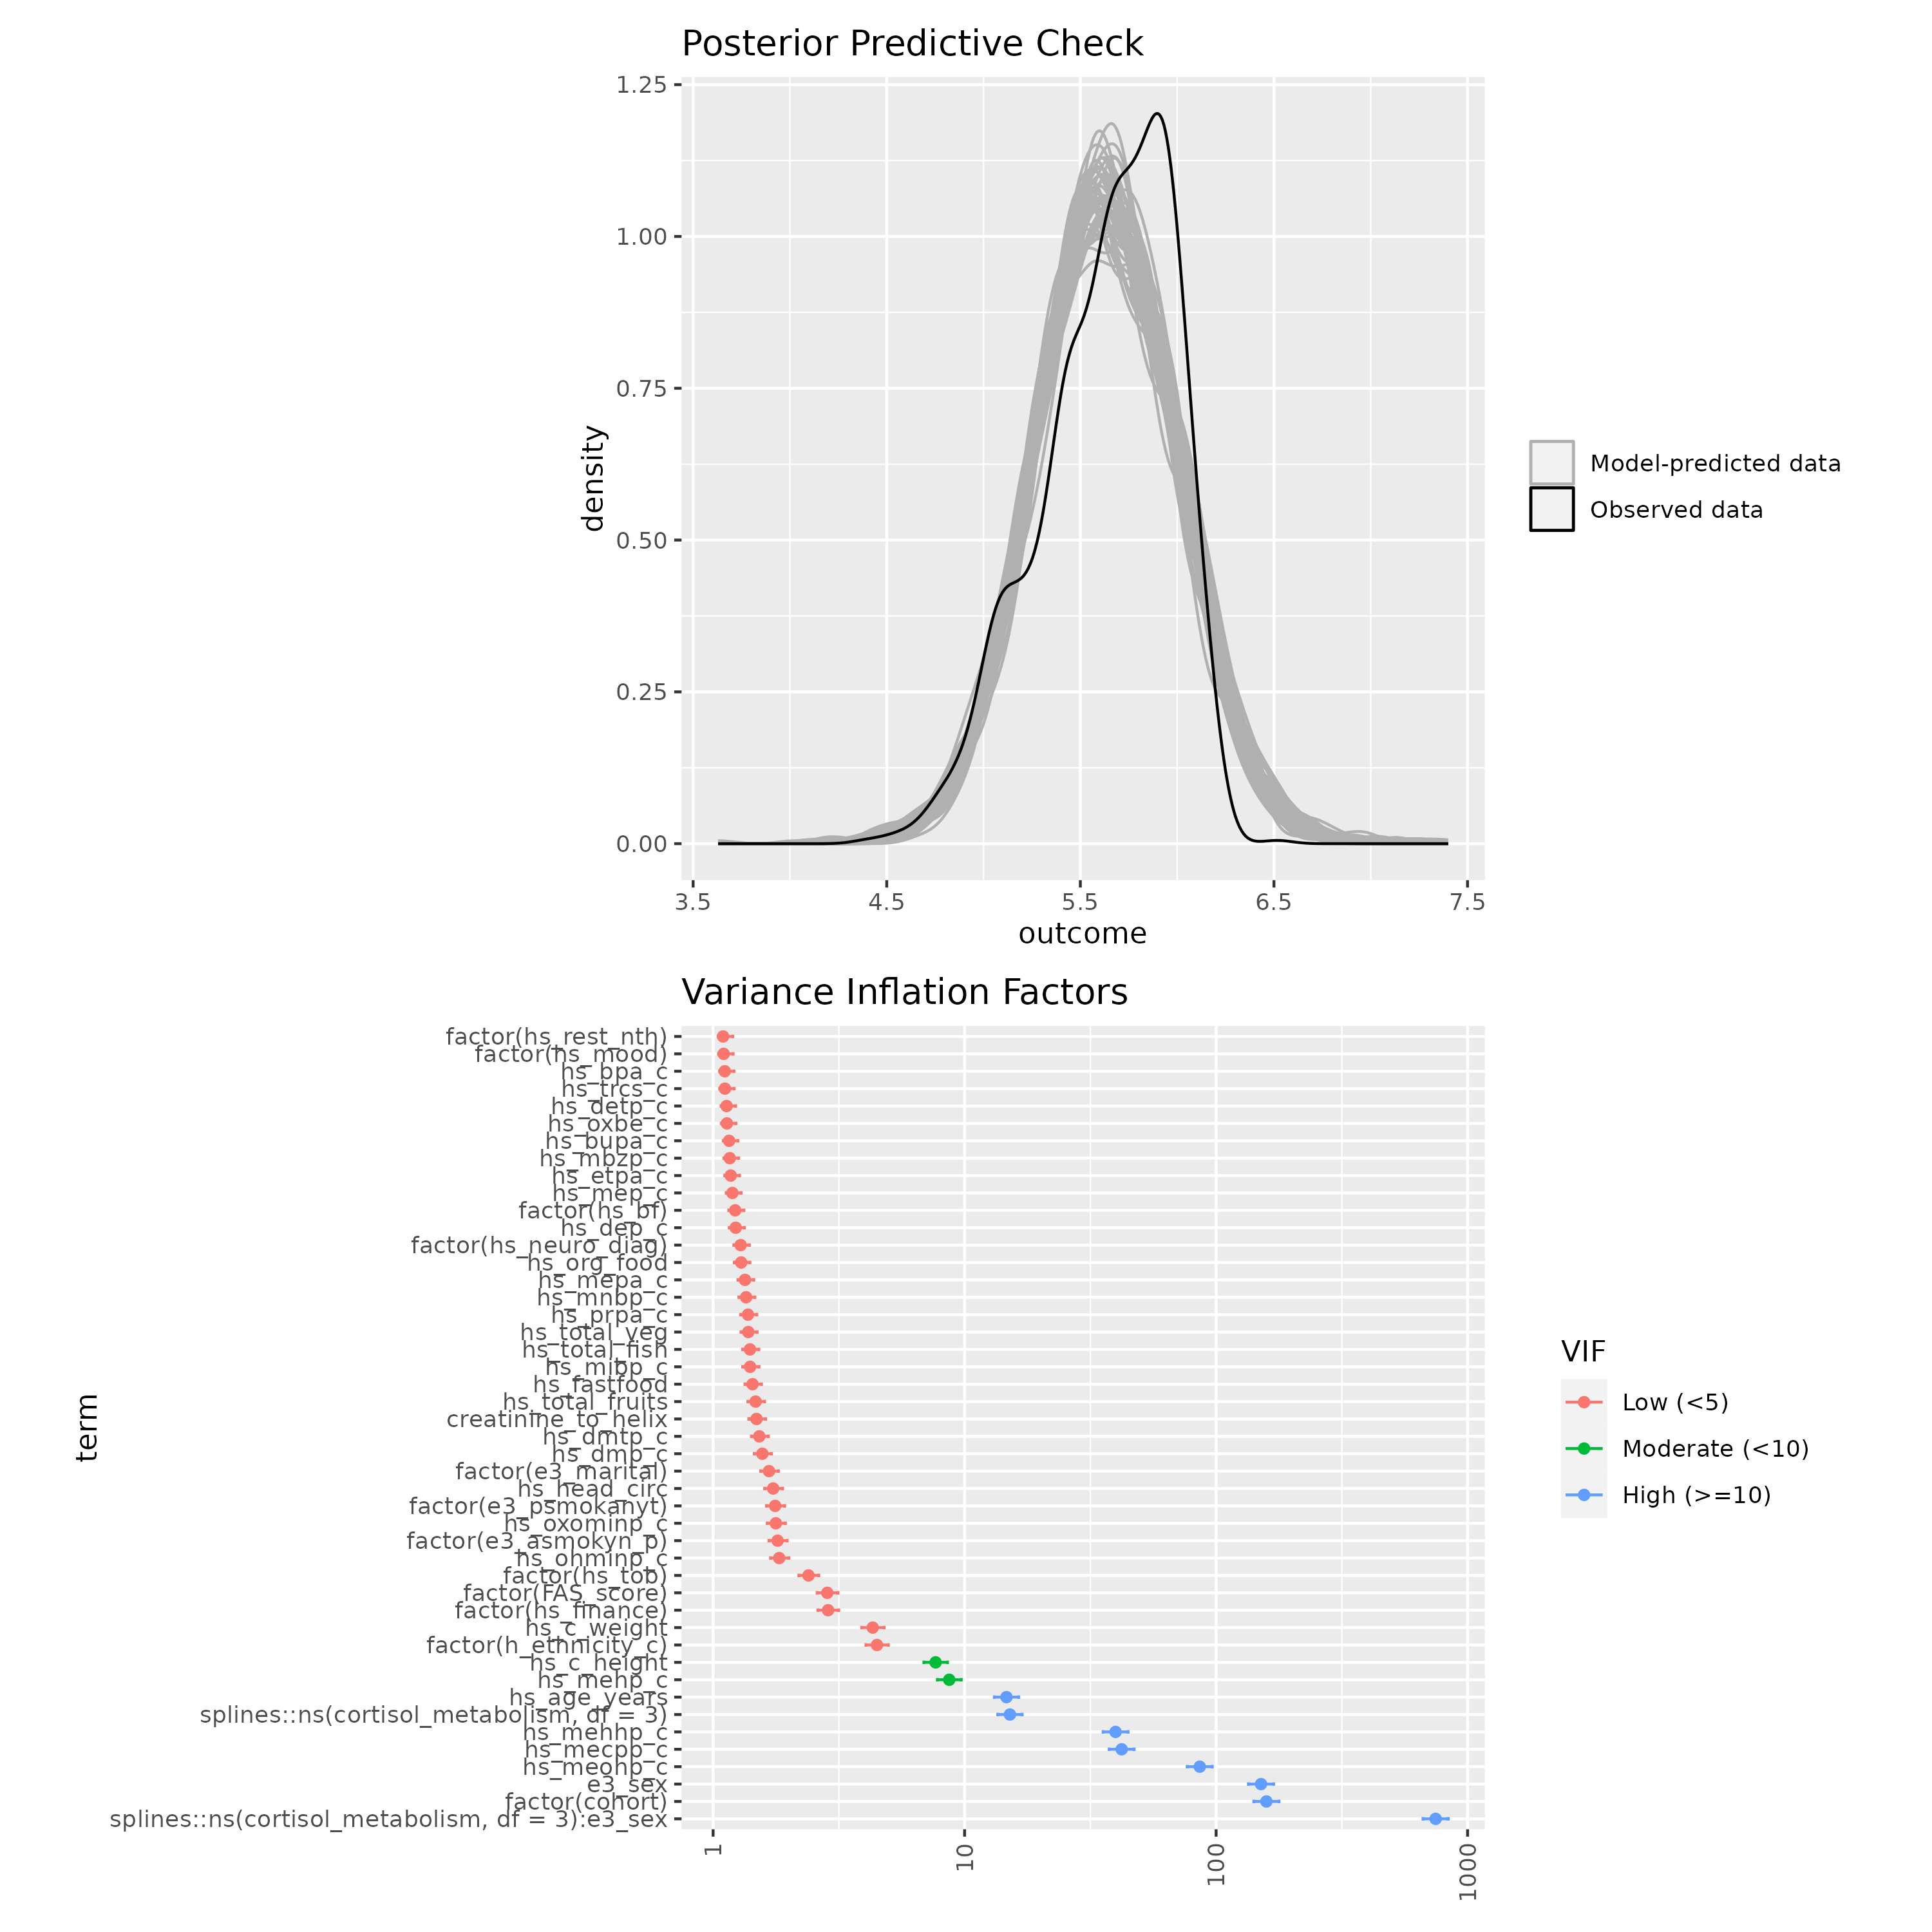 Posterior Predictive Check
1.25
1.00
0.75
0.50
0.25
0.00
density
3.5 4.5 5.5 6.5 7.5
outcome
Model-predicted data
Observed data
Variance Inflation Factors
factor(hs_rest_nth)
factor(hs_mood)
hs_bpa_c
hs_trcs_c
hs_detp_c
hs_oxbe_c
hs_bupa_c
hs_mbzp_c
hs_etpa_c
hs_mep_c
factor(hs_bf)
hs_dep_c
factor(hs_neuro_diag)
hs_org_food
hs_mepa_c
hs_mnbp_c
hs_prpa_c
hs_total_veg
hs_total_fish
hs_mibp_c
hs_fastfood
hs_total_fruits
creatinine_to_helix
hs_dmtp_c
hs_dmp_c
factor(e3_marital)
hs_head_circ
factor(e3_psmokanyt)
hs_oxominp_c
factor(e3_asmokyn_p)
hs_ohminp_c
factor(hs_tob)
factor(FAS_score)
factor(hs_finance)
hs_c_weight
factor(h_ethnicity_c)
hs_c_height
hs_mehp_c
hs_age_years
splines::ns(cortisol_metabolism, df = 3)
hs_mehhp_c
hs_mecpp_c
hs_meohp_c
e3_sex
factor(cohort)
splines::ns(cortisol_metabolism, df = 3):e3_sex
term
1 10 100 1000
VIF
Low (<5)
Moderate (<10)
High (>=10)